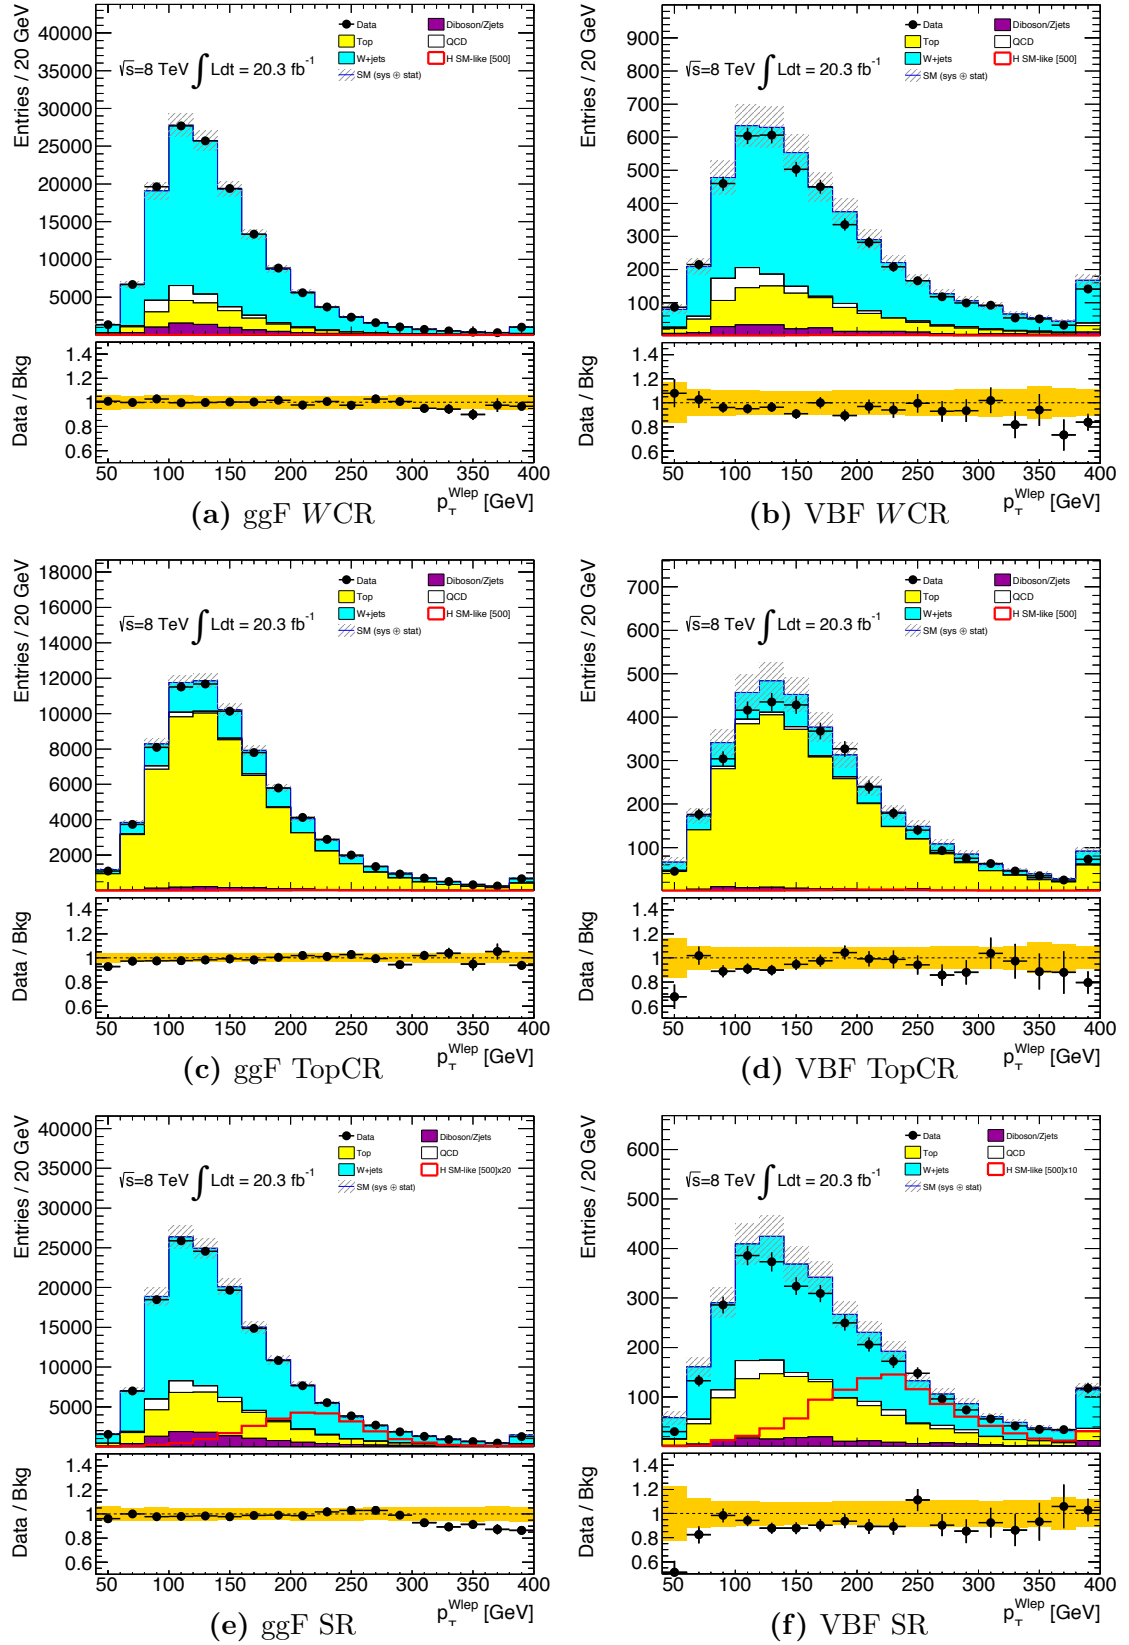 Entries / 20 GeV
40000
35000
30000
25000
20000
15000
10000
5000
√s=8 TeV ∫ Ldt = 20.3 fb⁻¹
Data
Top
W+jets
SM (sys ⊕ stat)
Diboson/Zjets
QCD
H SM-like [500]
Data / Bkg
1.4
1.2
1
0.8
0.6
50 100 150 200 250 300 350 400
p_T^Wlep [GeV]
(a) ggF WCR
Entries / 20 GeV
900
800
700
600
500
400
300
200
100
√s=8 TeV ∫ Ldt = 20.3 fb⁻¹
Data
Top
W+jets
SM (sys ⊕ stat)
Diboson/Zjets
QCD
H SM-like [500]
Data / Bkg
1.4
1.2
1
0.8
0.6
50 100 150 200 250 300 350 400
p_T^Wlep [GeV]
(b) VBF WCR
Entries / 20 GeV
18000
16000
14000
12000
10000
8000
6000
4000
2000
√s=8 TeV ∫ Ldt = 20.3 fb⁻¹
Data
Top
W+jets
SM (sys ⊕ stat)
Diboson/Zjets
QCD
H SM-like [500]
Data / Bkg
1.4
1.2
1
0.8
0.6
50 100 150 200 250 300 350 400
p_T^Wlep [GeV]
(c) ggF TopCR
Entries / 20 GeV
700
600
500
400
300
200
100
√s=8 TeV ∫ Ldt = 20.3 fb⁻¹
Data
Top
W+jets
SM (sys ⊕ stat)
Diboson/Zjets
QCD
H SM-like [500]
Data / Bkg
1.4
1.2
1
0.8
0.6
50 100 150 200 250 300 350 400
p_T^Wlep [GeV]
(d) VBF TopCR
Entries / 20 GeV
40000
35000
30000
25000
20000
15000
10000
5000
√s=8 TeV ∫ Ldt = 20.3 fb⁻¹
Data
Top
W+jets
SM (sys ⊕ stat)
Diboson/Zjets
QCD
H SM-like [500]x20
Data / Bkg
1.4
1.2
1
0.8
0.6
50 100 150 200 250 300 350 400
p_T^Wlep [GeV]
(e) ggF SR
Entries / 20 GeV
600
500
400
300
200
100
√s=8 TeV ∫ Ldt = 20.3 fb⁻¹
Data
Top
W+jets
SM (sys ⊕ stat)
Diboson/Zjets
QCD
H SM-like [500]x10
Data / Bkg
1.4
1.2
1
0.8
0.6
50 100 150 200 250 300 350 400
p_T^Wlep [GeV]
(f) VBF SR